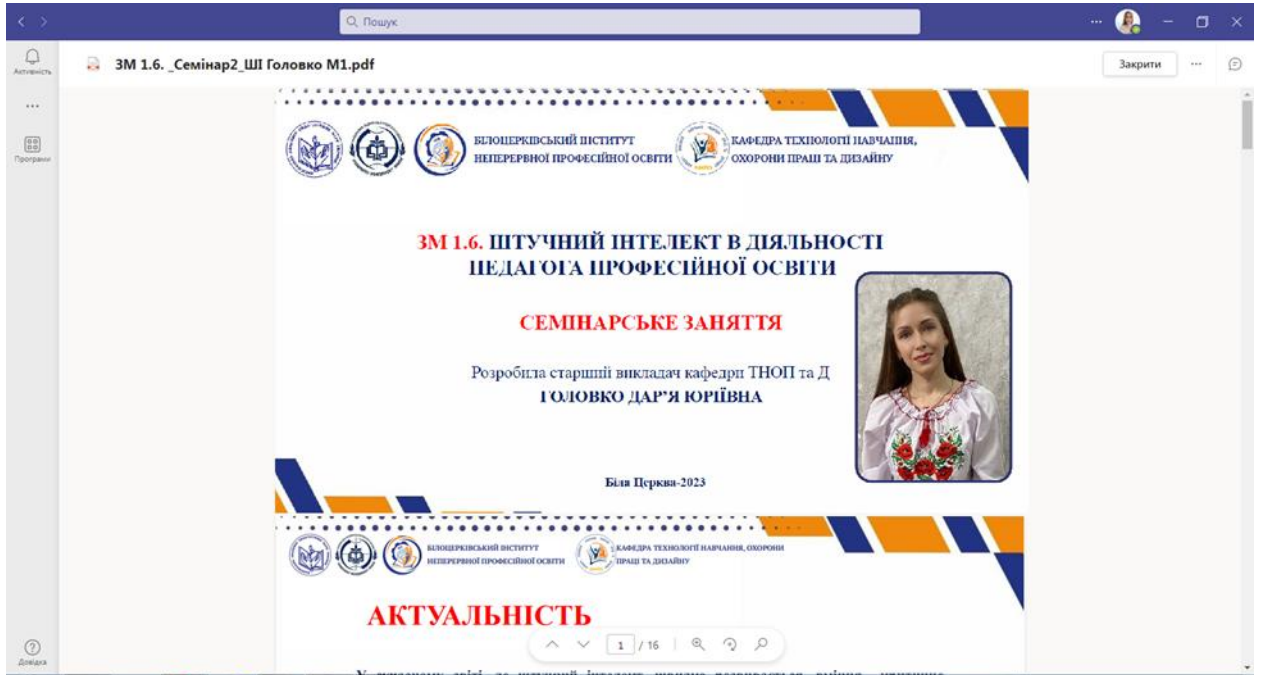 Пошук
Активність
Програми
Довідка
ЗМ 1.6. _Семінар2_ШІ Головко М1.pdf
Закрити
БІЛОЦЕРКІВСЬКИЙ ІНСТИТУТ
НЕПЕРЕРВНОЇ ПРОФЕСІЙНОЇ ОСВІТИ
КАФЕДРА ТЕХНОЛОГІЇ НАВЧАННЯ,
ОХОРОНИ ПРАЦІ ТА ДИЗАЙНУ
ЗМ 1.6. ШТУЧНИЙ ІНТЕЛЕКТ В ДІЯЛЬНОСТІ
ПЕДАГОГА ПРОФЕСІЙНОЇ ОСВІТИ
СЕМІНАРСЬКЕ ЗАНЯТТЯ
Розробила старший викладач кафедри ТНОП та Д
ГОЛОВКО ДАР’Я ЮРІЇВНА
Біла Церква-2023
БІЛОЦЕРКІВСЬКИЙ ІНСТИТУТ
НЕПЕРЕРВНОЇ ПРОФЕСІЙНОЇ ОСВІТИ
КАФЕДРА ТЕХНОЛОГІЇ НАВЧАННЯ, ОХОРОНИ
ПРАЦІ ТА ДИЗАЙНУ
АКТУАЛЬНІСТЬ
1 / 16